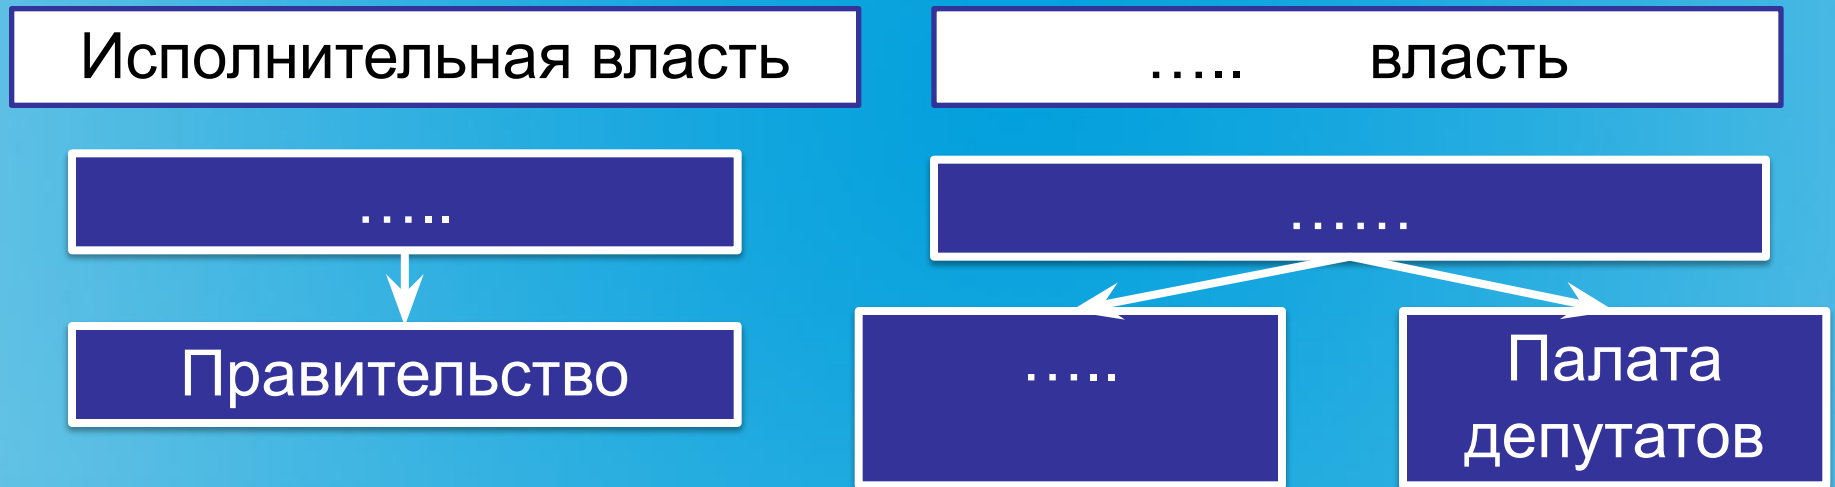 Исполнительная власть
….. власть
…..
……
Правительство
…..
Палата
депутатов